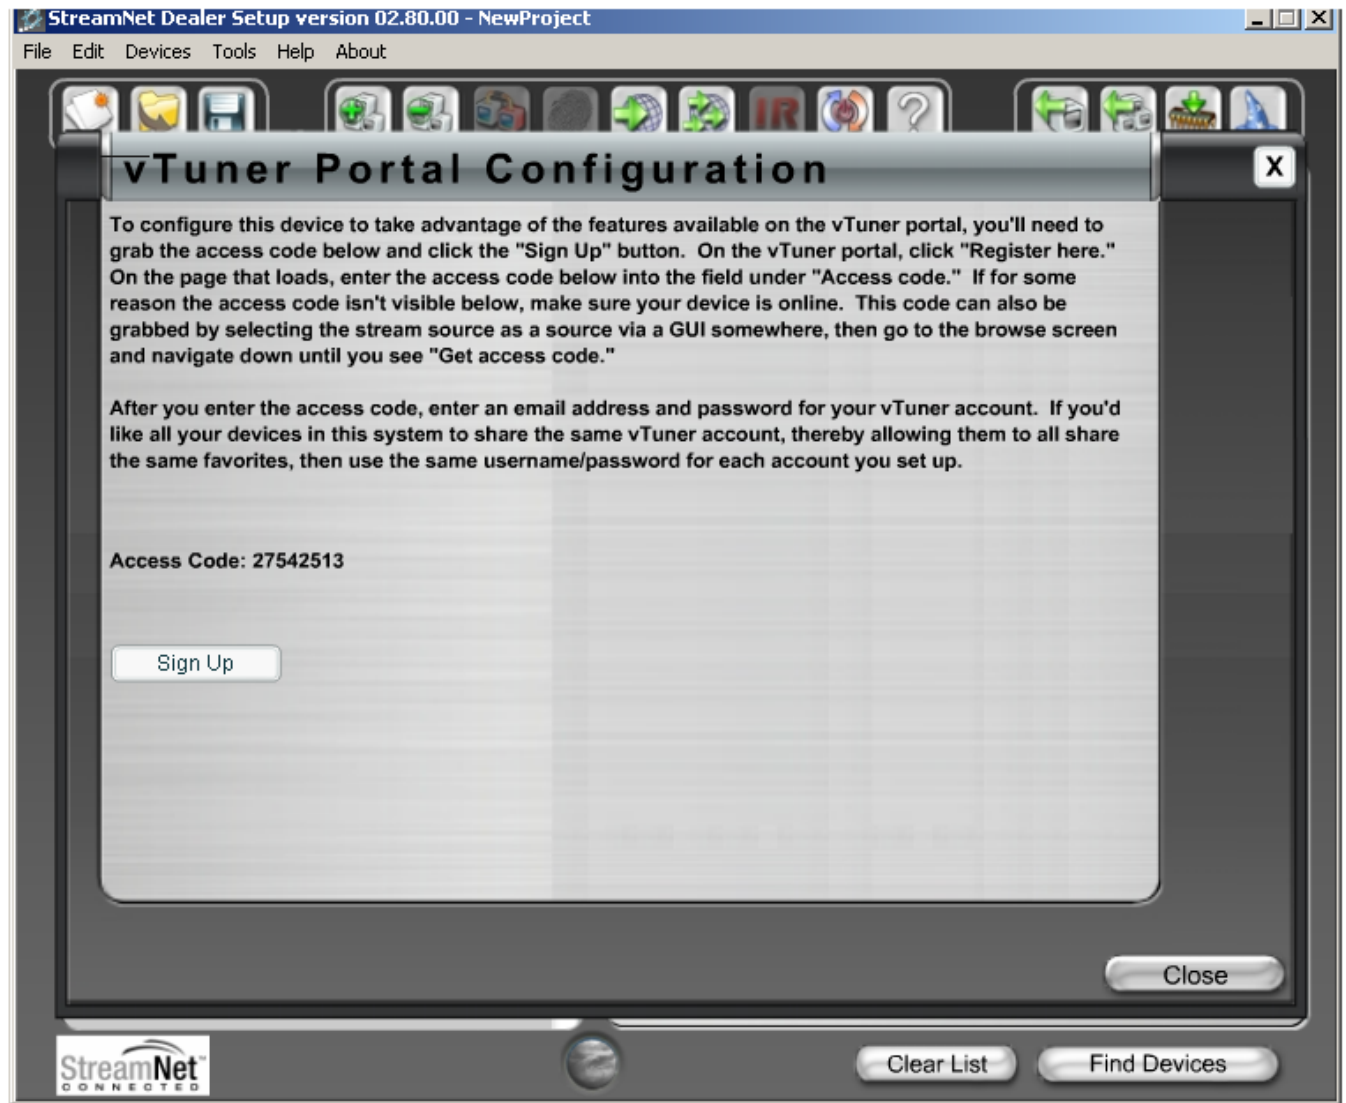 StreamNet Dealer Setup version 02.80.00 - NewProject
File Edit Devices Tools Help About
IR
vTuner Portal Configuration
X
To configure this device to take advantage of the features available on the vTuner portal, you'll need to
grab the access code below and click the "Sign Up" button. On the vTuner portal, click "Register here."
On the page that loads, enter the access code below into the field under "Access code." If for some
reason the access code isn't visible below, make sure your device is online. This code can also be
grabbed by selecting the stream source as a source via a GUI somewhere, then go to the browse screen
and navigate down until you see "Get access code."
After you enter the access code, enter an email address and password for your vTuner account. If you'd
like all your devices in this system to share the same vTuner account, thereby allowing them to all share
the same favorites, then use the same username/password for each account you set up.
Access Code: 27542513
Sign Up
Close
StreamNet™
CONNECTED
Clear List
Find Devices